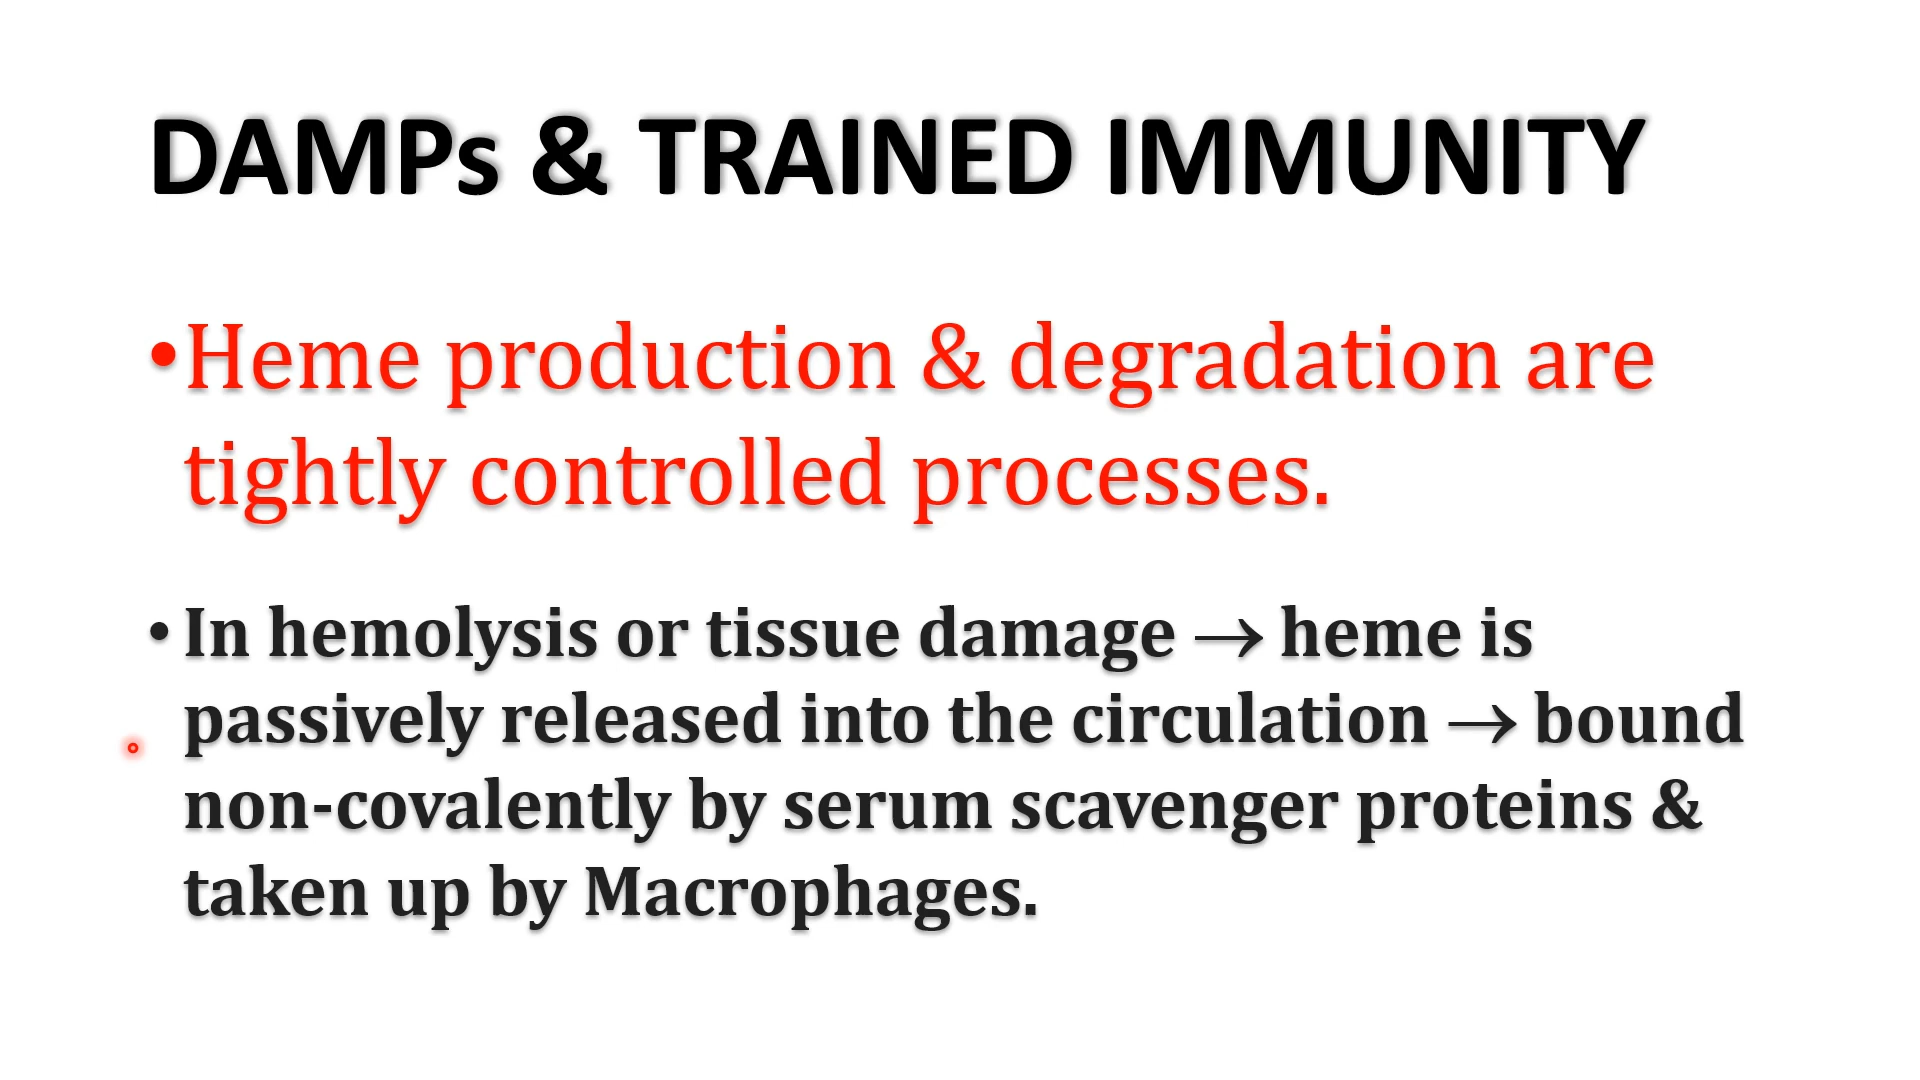 DAMPs & TRAINED IMMUNITY
•Heme production & degradation are
tightly controlled processes.
• In hemolysis or tissue damage → heme is
passively released into the circulation → bound
non-covalently by serum scavenger proteins &
taken up by Macrophages.